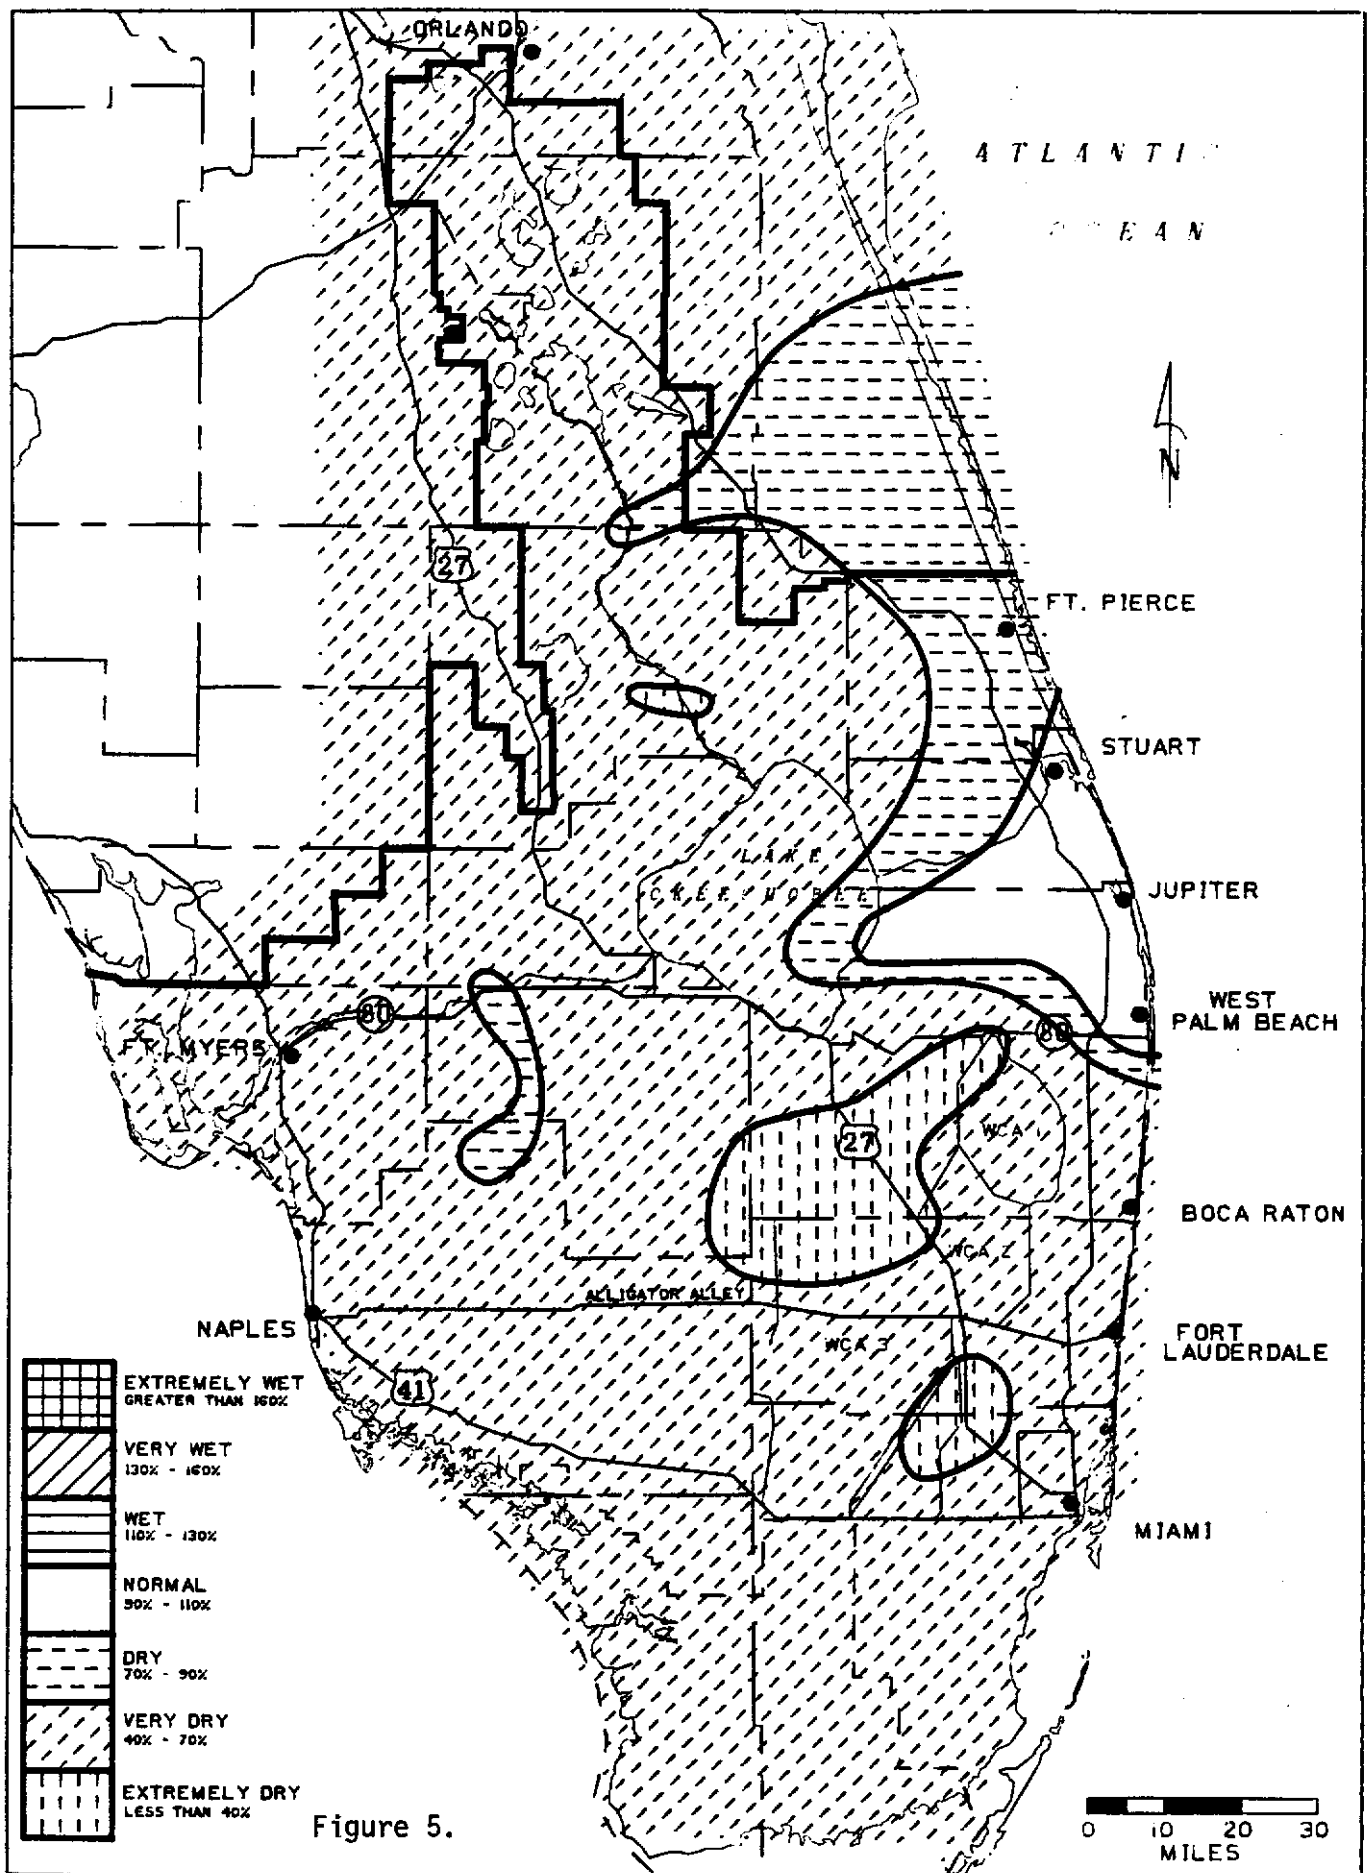 ORLANDO
ATLANTI
EAN
N
27
FT. PIERCE
STUART
LAKE
JUPITER
80
FT. MYERS
WEST
PALM BEACH
80
WCA 1
27
BOCA RATON
WCA 2
ALLIGATOR ALLEY
NAPLES
WCA 3
FORT
LAUDERDALE
41
MIAMI
EXTREMELY WET
GREATER THAN 160%
VERY WET
130% - 160%
WET
110% - 130%
NORMAL
90% - 110%
DRY
70% - 90%
VERY DRY
40% - 70%
EXTREMELY DRY
LESS THAN 40%
Figure 5.
0 10 20 30
MILES